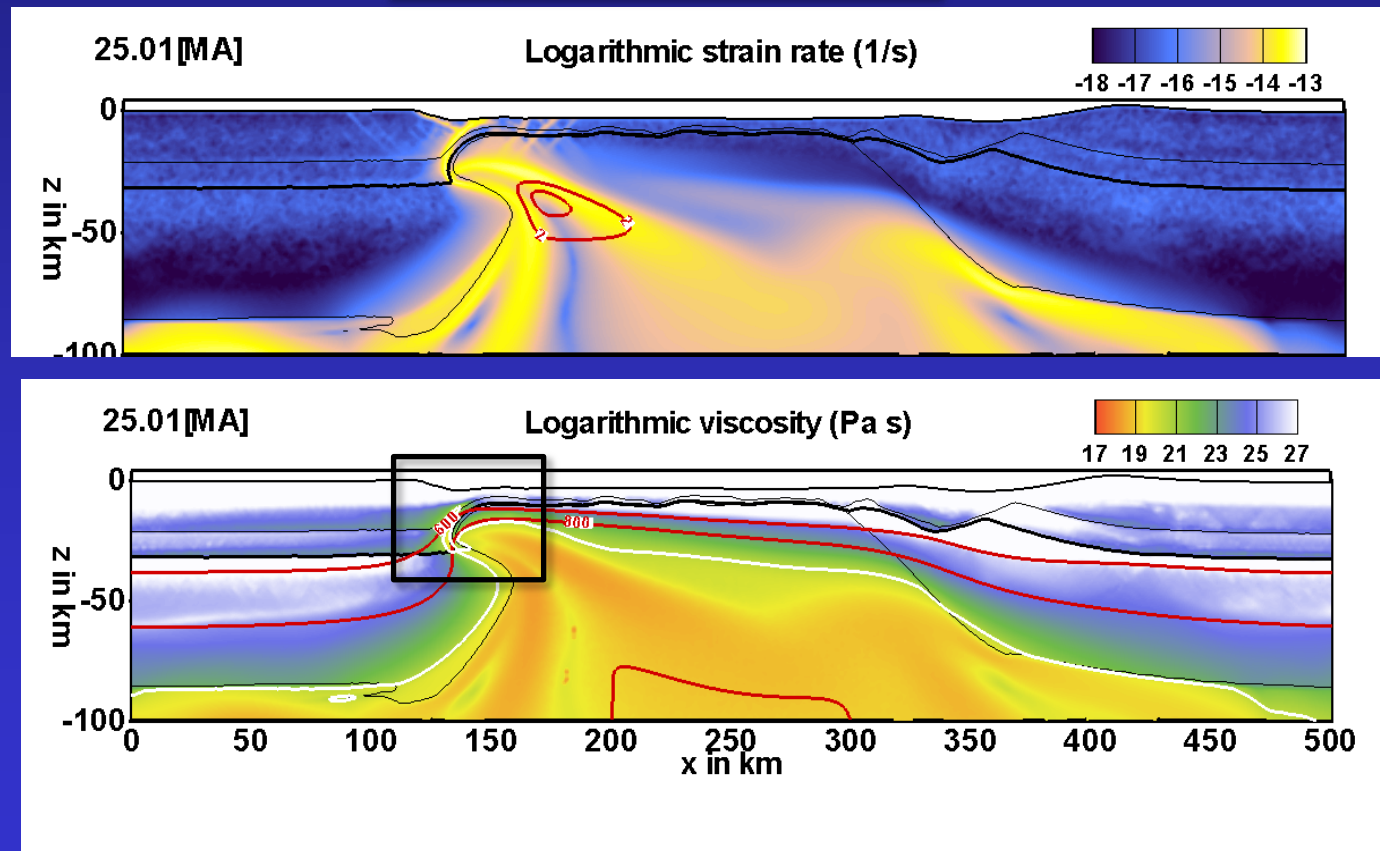 25.01[MA] Logarithmic strain rate (1/s)
-18 -17 -16 -15 -14 -13
0
-50
-100
z in km
2
2
25.01[MA] Logarithmic viscosity (Pa s)
17 19 21 23 25 27
0
-50
-100
z in km
600
800
0 50 100 150 200 250 300 350 400 450 500
x in km